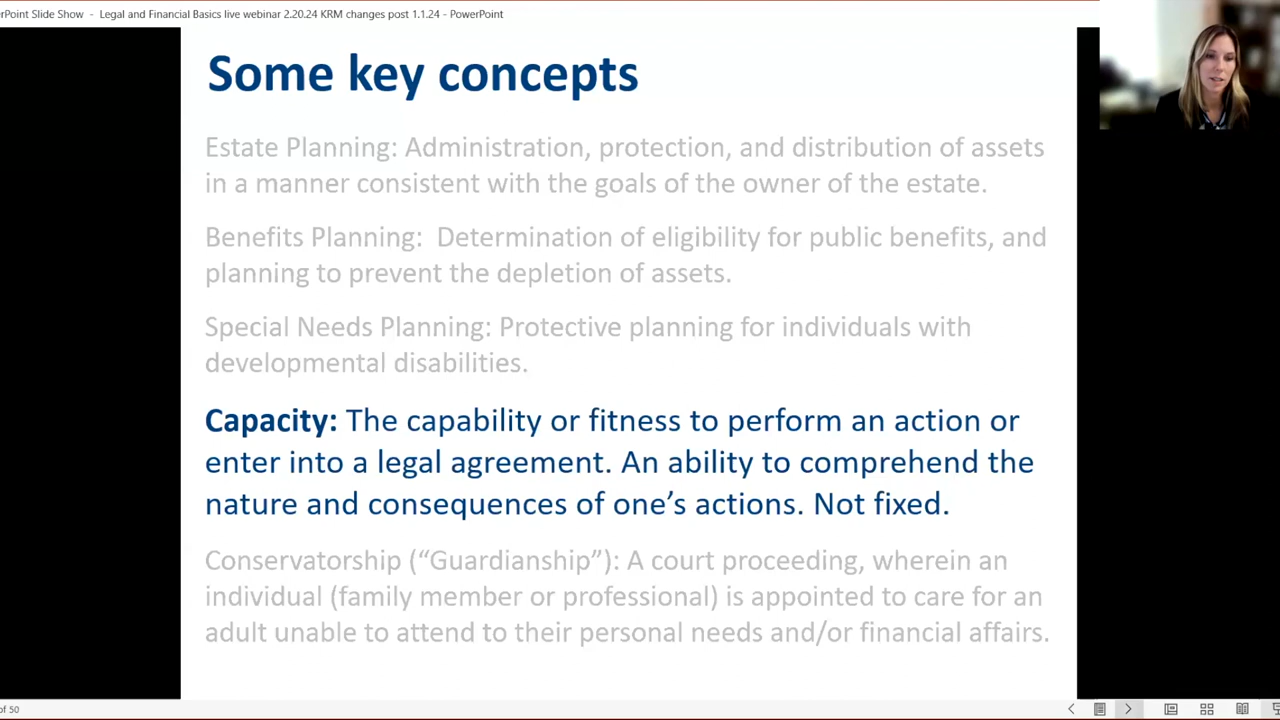 rPoint Slide Show - Legal and Financial Basics live webinar 2.20.24 KRM changes post 1.1.24 - PowerPoint
Some key concepts
Estate Planning: Administration, protection, and distribution of assets
in a manner consistent with the goals of the owner of the estate.
Benefits Planning: Determination of eligibility for public benefits, and
planning to prevent the depletion of assets.
Special Needs Planning: Protective planning for individuals with
developmental disabilities.
Capacity: The capability or fitness to perform an action or
enter into a legal agreement. An ability to comprehend the
nature and consequences of one’s actions. Not fixed.
Conservatorship (“Guardianship”): A court proceeding, wherein an
individual (family member or professional) is appointed to care for an
adult unable to attend to their personal needs and/or financial affairs.
of 50